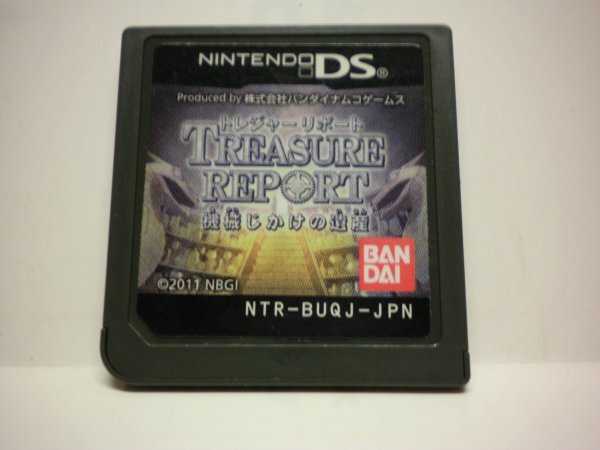 NINTENDO DS®
Produced by 株式会社バンダイナムコゲームス
トレジャーリポート
TREASURE
REPORT
機械じかけの遺産
BAN
DAI
©2011 NBGI
NTR-BUQJ-JPN